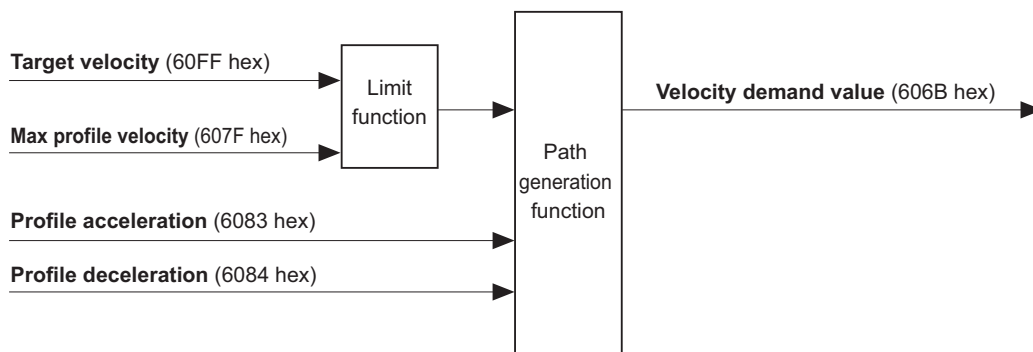 Target velocity (60FF hex)
Limit
function
Max profile velocity (607F hex)
Velocity demand value (606B hex)
Path
generation
function
Profile acceleration (6083 hex)
Profile deceleration (6084 hex)